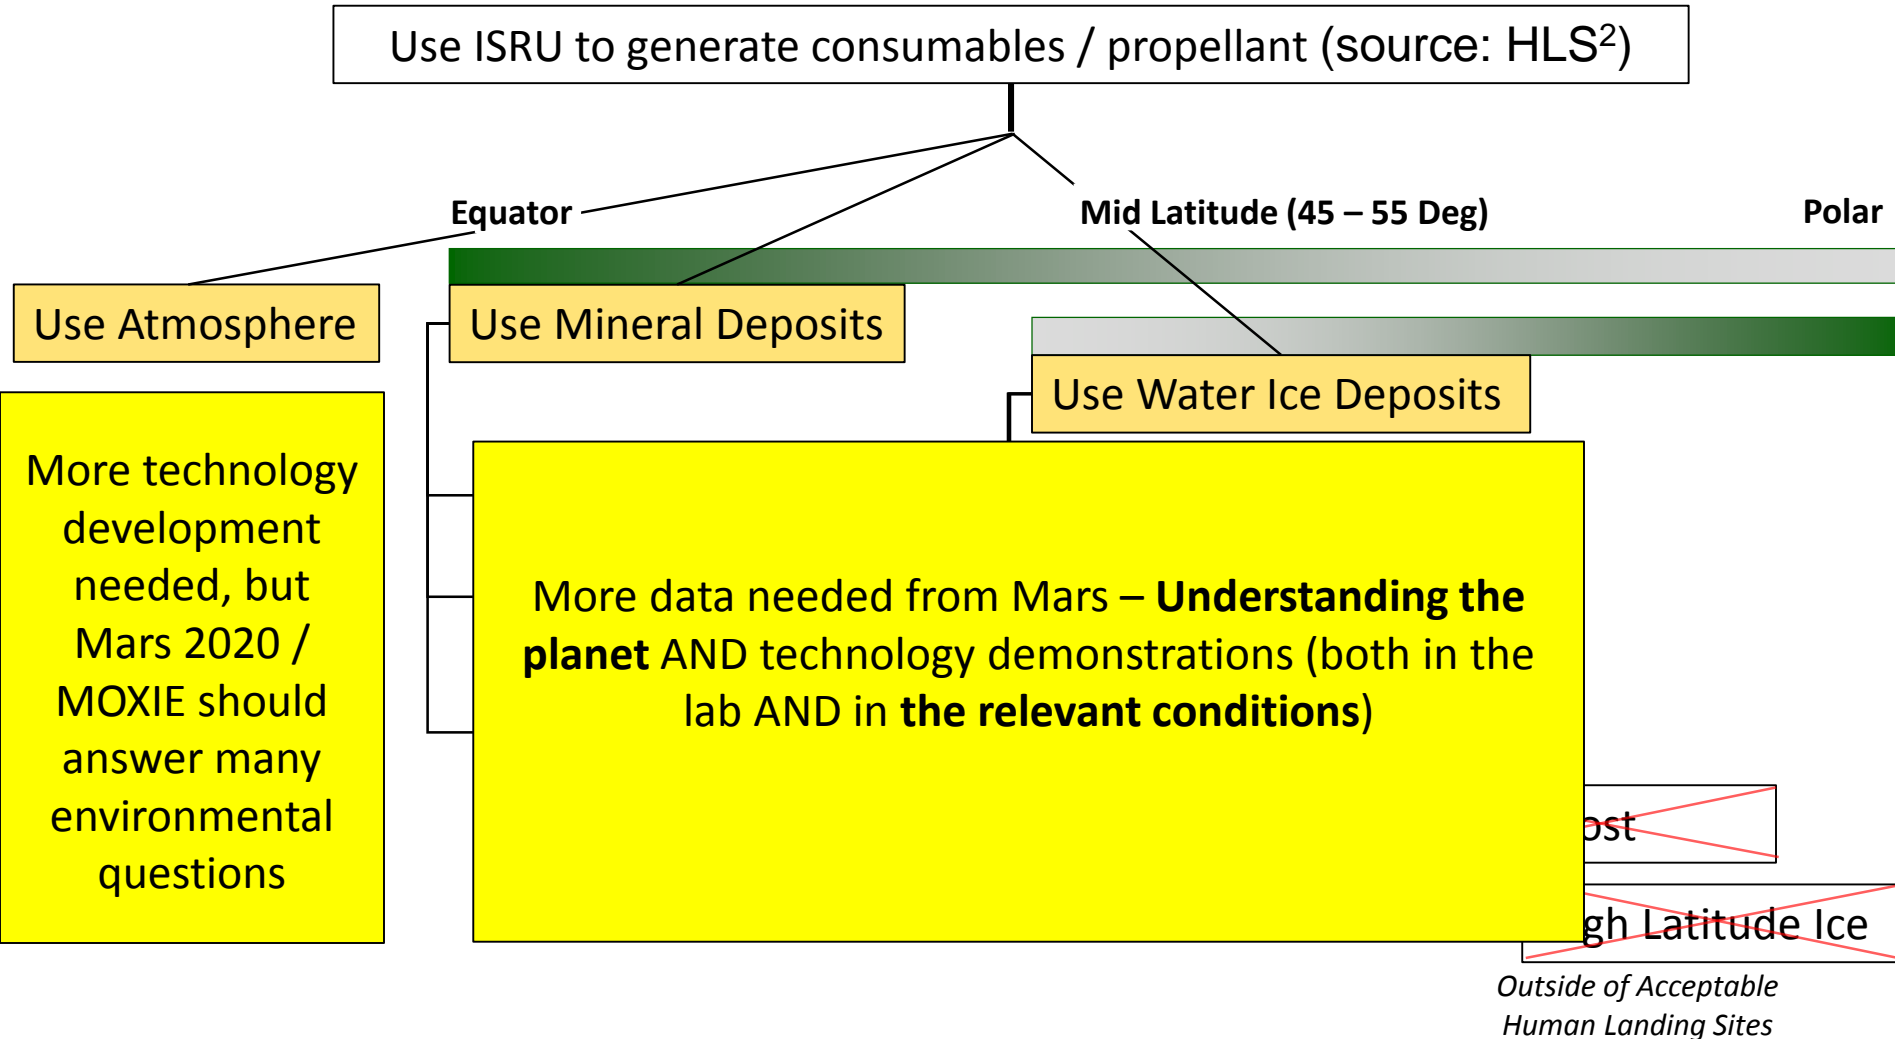 Use ISRU to generate consumables / propellant (source: HLS²)
Equator
Mid Latitude (45 – 55 Deg)
Polar
Use Atmosphere
Use Mineral Deposits
Use Water Ice Deposits
More technology
development
needed, but
Mars 2020 /
MOXIE should
answer many
environmental
questions
More data needed from Mars – Understanding the
planet AND technology demonstrations (both in the
lab AND in the relevant conditions)
Latitude Ice
Outside of Acceptable
Human Landing Sites